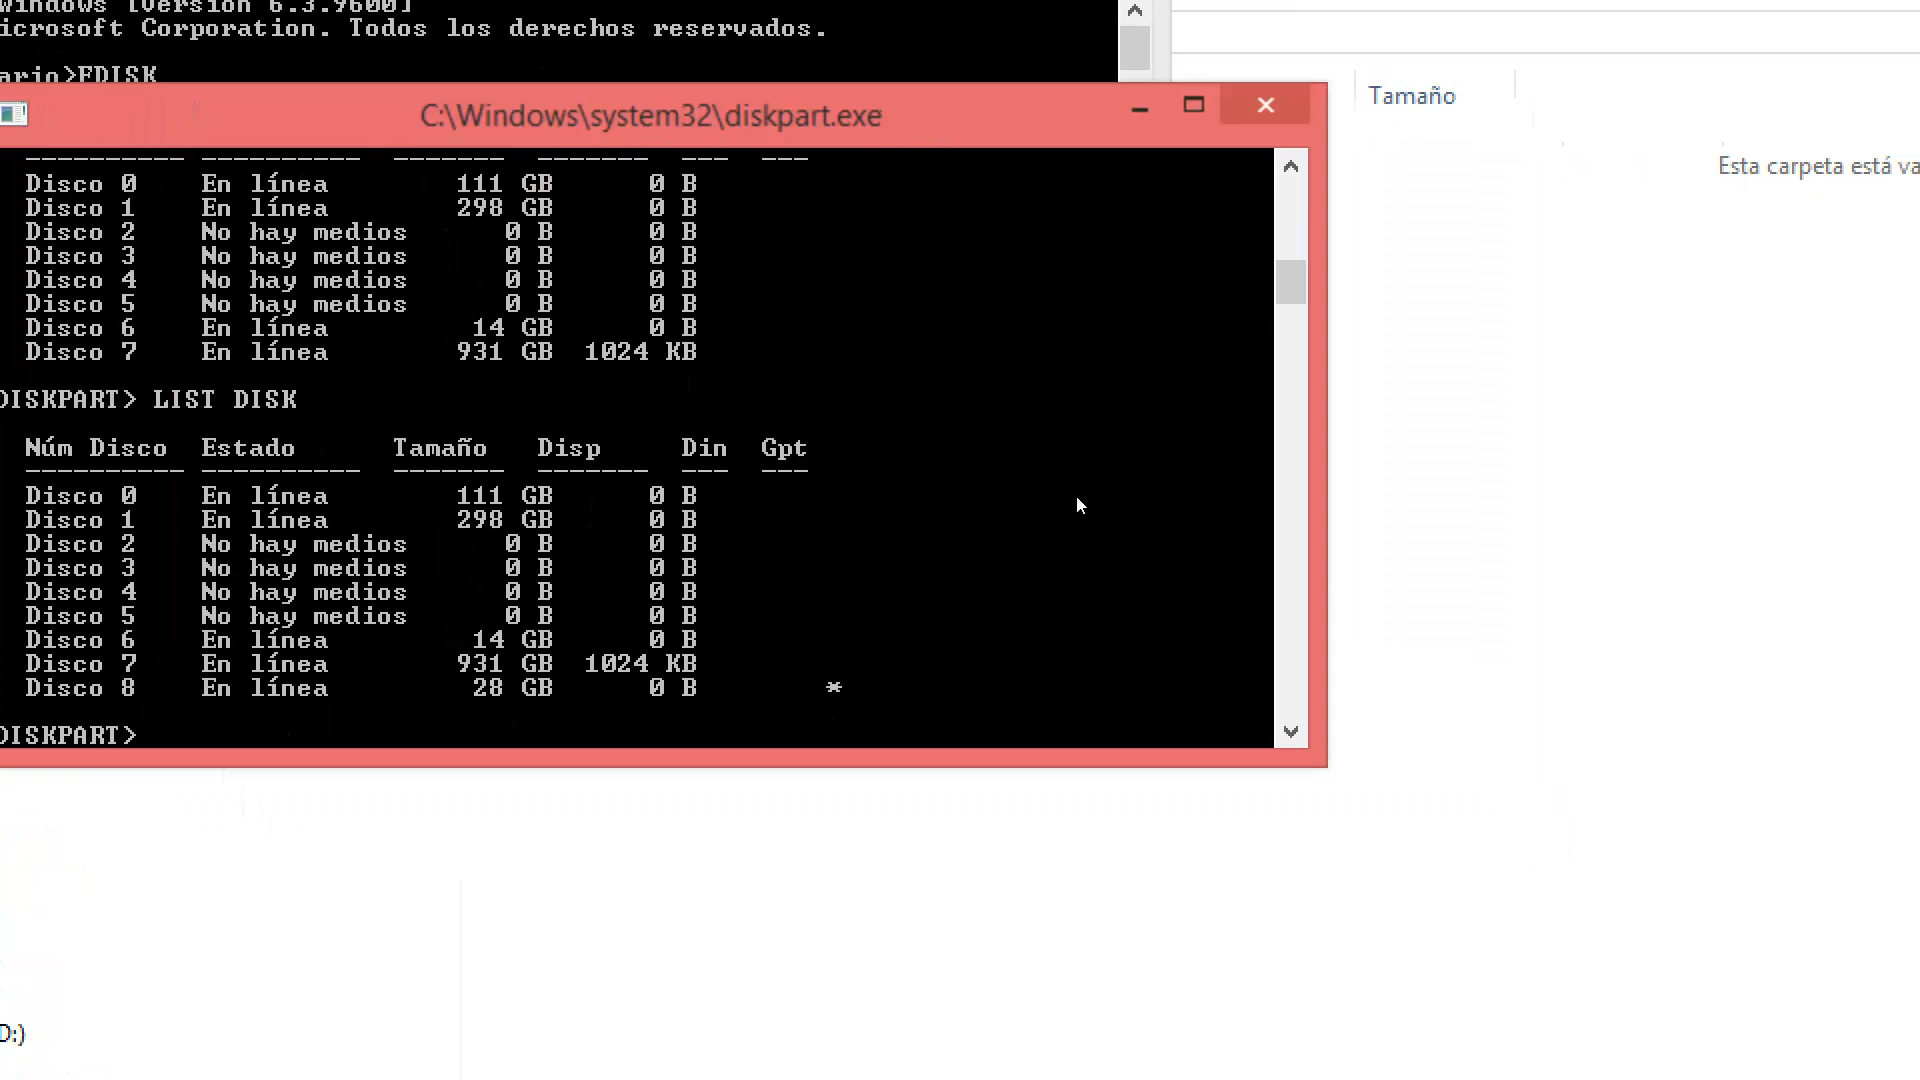 Windows [Versión 6.3.9600]
icrosoft Corporation. Todos los derechos reservados.
ario>FDISK
C:\Windows\system32\diskpart.exe
Tamaño
Esta carpeta está va
---------- ---------- ------- ------- --- ---
Disco 0 En línea 111 GB 0 B
Disco 1 En línea 298 GB 0 B
Disco 2 No hay medios 0 B 0 B
Disco 3 No hay medios 0 B 0 B
Disco 4 No hay medios 0 B 0 B
Disco 5 No hay medios 0 B 0 B
Disco 6 En línea 14 GB 0 B
Disco 7 En línea 931 GB 1024 KB
DISKPART> LIST DISK
Núm Disco Estado Tamaño Disp Din Gpt
---------- ---------- ------- ------- --- ---
Disco 0 En línea 111 GB 0 B
Disco 1 En línea 298 GB 0 B
Disco 2 No hay medios 0 B 0 B
Disco 3 No hay medios 0 B 0 B
Disco 4 No hay medios 0 B 0 B
Disco 5 No hay medios 0 B 0 B
Disco 6 En línea 14 GB 0 B
Disco 7 En línea 931 GB 1024 KB
Disco 8 En línea 28 GB 0 B *
DISKPART>
D:)